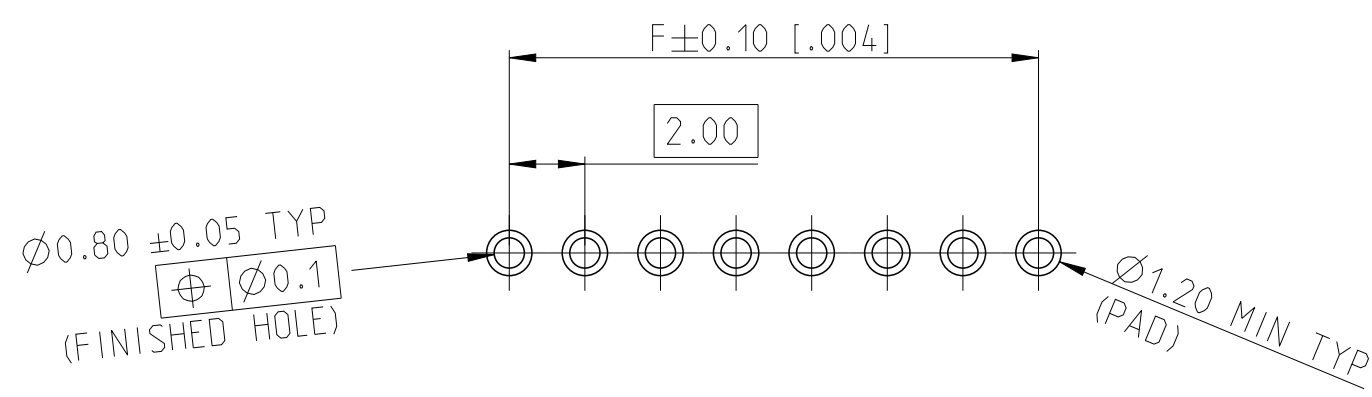 F±0.10 [.004]
2.00
Ø0.80 ±0.05 TYP
⌖ Ø0.1
(FINISHED HOLE)
Ø1.20 MIN TYP
(PAD)